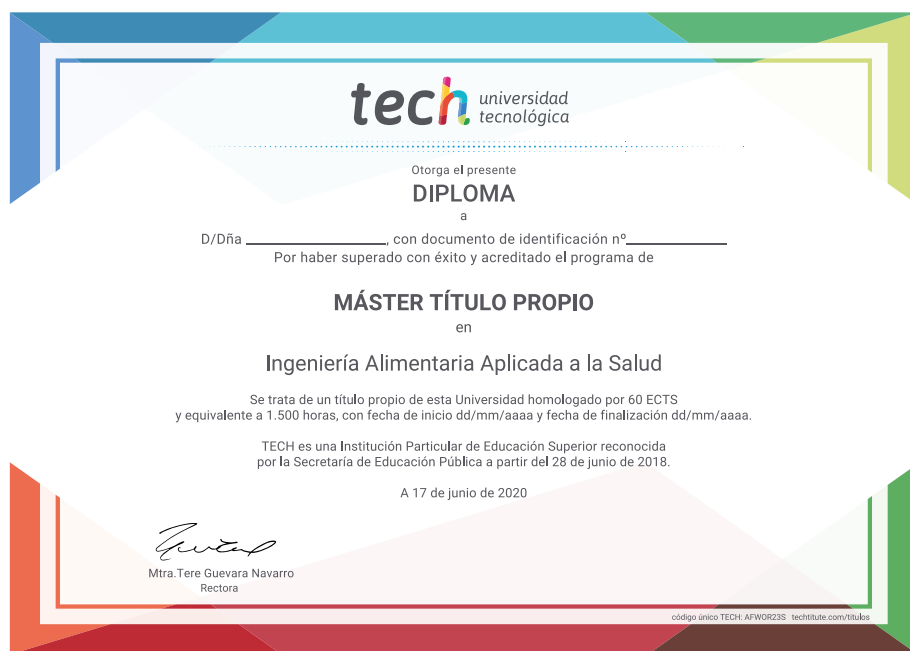 tech universidad
tecnológica
Otorga el presente
DIPLOMA
a
D/Dña ____________________, con documento de identificación nº______________
Por haber superado con éxito y acreditado el programa de
MÁSTER TÍTULO PROPIO
en
Ingeniería Alimentaria Aplicada a la Salud
Se trata de un título propio de esta Universidad homologado por 60 ECTS
y equivalente a 1.500 horas, con fecha de inicio dd/mm/aaaa y fecha de finalización dd/mm/aaaa.
TECH es una Institución Particular de Educación Superior reconocida
por la Secretaría de Educación Pública a partir del 28 de junio de 2018.
A 17 de junio de 2020
Mtra.Tere Guevara Navarro
Rectora
código único TECH: AFWOR23S techtitute.com/titulos